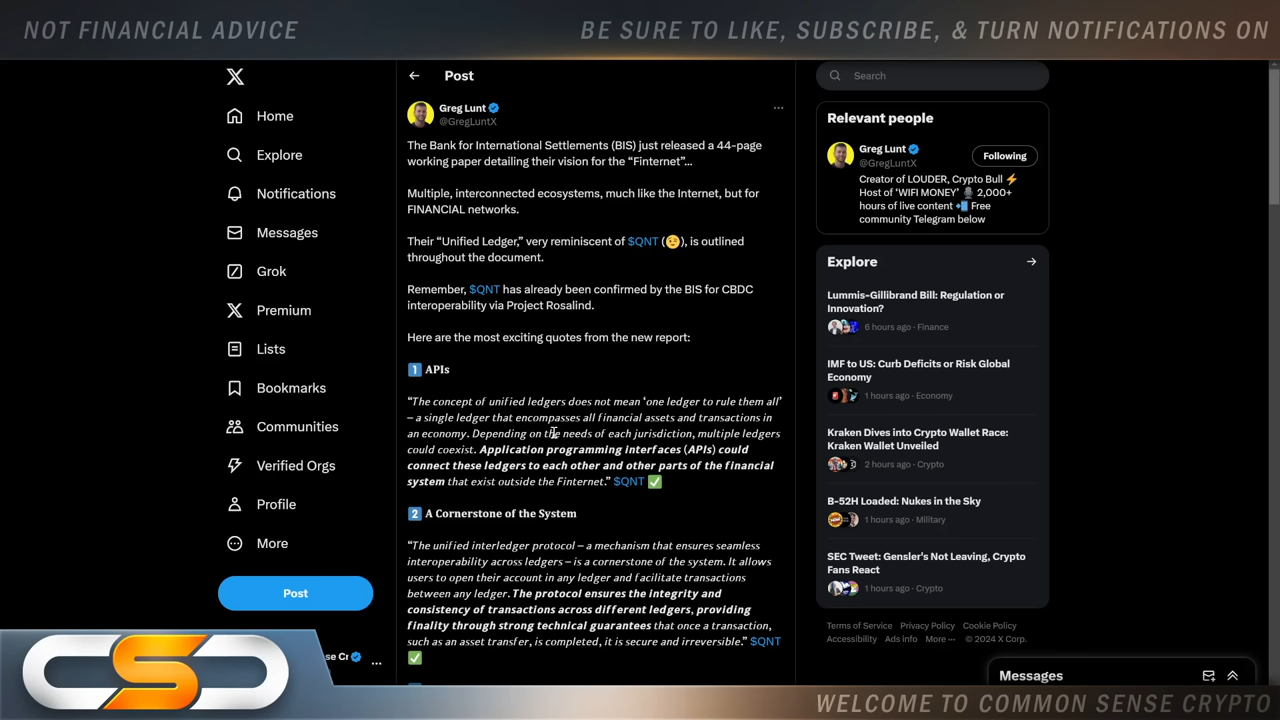 NOT FINANCIAL ADVICE
BE SURE TO LIKE, SUBSCRIBE, & TURN NOTIFICATIONS ON
Home
Explore
Notifications
Messages
Grok
Premium
Lists
Bookmarks
Communities
Verified Orgs
Profile
More
Post
se Cr
Post
Greg Lunt
@GregLuntX
The Bank for International Settlements (BIS) just released a 44-page
working paper detailing their vision for the “Finternet”...
Multiple, interconnected ecosystems, much like the Internet, but for
FINANCIAL networks.
Their “Unified Ledger,” very reminiscent of $QNT (🤨), is outlined
throughout the document.
Remember, $QNT has already been confirmed by the BIS for CBDC
interoperability via Project Rosalind.
Here are the most exciting quotes from the new report:
1 APIs
“The concept of unified ledgers does not mean ‘one ledger to rule them all’
– a single ledger that encompasses all financial assets and transactions in
an economy. Depending on the needs of each jurisdiction, multiple ledgers
could coexist. Application programming interfaces (APIs) could
connect these ledgers to each other and other parts of the financial
system that exist outside the Finternet.” $QNT ✅
2 A Cornerstone of the System
“The unified interledger protocol – a mechanism that ensures seamless
interoperability across ledgers – is a cornerstone of the system. It allows
users to open their account in any ledger and facilitate transactions
between any ledger. The protocol ensures the integrity and
consistency of transactions across different ledgers, providing
finality through strong technical guarantees that once a transaction,
such as an asset transfer, is completed, it is secure and irreversible.” $QNT
✅
Search
Relevant people
Greg Lunt
@GregLuntX
Following
Creator of LOUDER, Crypto Bull ⚡
Host of ‘WIFI MONEY’ 🎙 2,000+
hours of live content 📲 Free
community Telegram below
Explore
Lummis-Gillibrand Bill: Regulation or
Innovation?
6 hours ago · Finance
IMF to US: Curb Deficits or Risk Global
Economy
1 hours ago · Economy
Kraken Dives into Crypto Wallet Race:
Kraken Wallet Unveiled
2 hours ago · Crypto
B-52H Loaded: Nukes in the Sky
1 hours ago · Military
SEC Tweet: Gensler's Not Leaving, Crypto
Fans React
1 hours ago · Crypto
Terms of Service Privacy Policy Cookie Policy
Accessibility Ads info More ··· © 2024 X Corp.
Messages
CSC
WELCOME TO COMMON SENSE CRYPTO